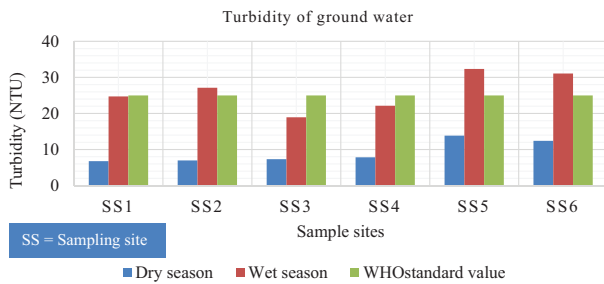 Turbidity of ground water
Turbidity (NTU)
40
30
20
10
0
SS1 SS2 SS3 SS4 SS5 SS6
Sample sites
SS = Sampling site
Dry season Wet season WHOstandard value